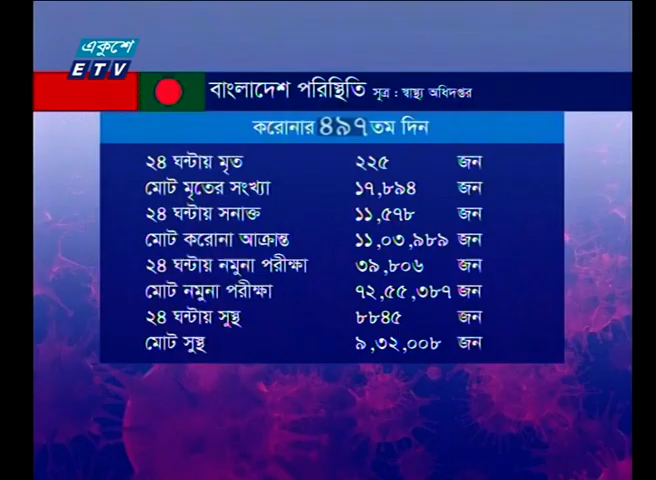 একুশে
ETV
বাংলাদেশ পরিস্থিতি সূত্র : স্বাস্থ্য অধিদপ্তর
করোনার ৪৯৭ তম দিন
২৪ ঘন্টায় মৃত ২২৫ জন
মোট মৃতের সংখ্যা ১৭,৮৯৪ জন
২৪ ঘন্টায় সনাক্ত ১১,৫৭৮ জন
মোট করোনা আক্রান্ত ১১,০৩,৯৮৯ জন
২৪ ঘন্টায় নমুনা পরীক্ষা ৩৯,৮০৬ জন
মোট নমুনা পরীক্ষা ৭২,৫৫,৩৮৭ জন
২৪ ঘন্টায় সুস্থ ৮৮৪৫ জন
মোট সুস্থ ৯,৩২,০০৮ জন